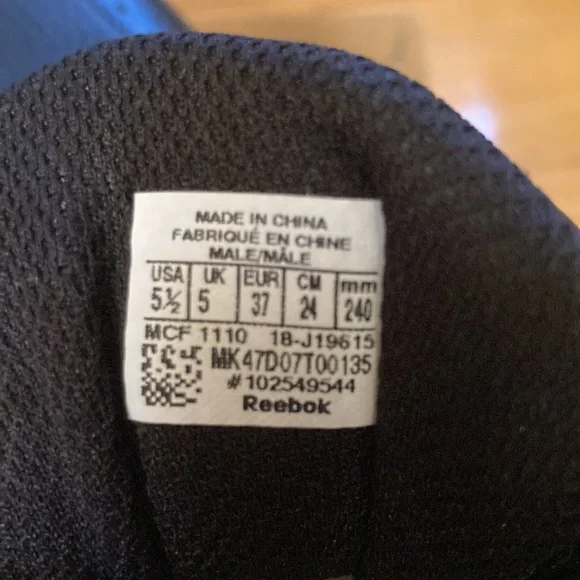 MADE IN CHINA
FABRIQUÉ EN CHINE
MALE/MÂLE
USA UK EUR CM mm
5½ 5 37 24 240
MCF 1110 18-J19615
MK47D07T00135
#102549544
Reebok